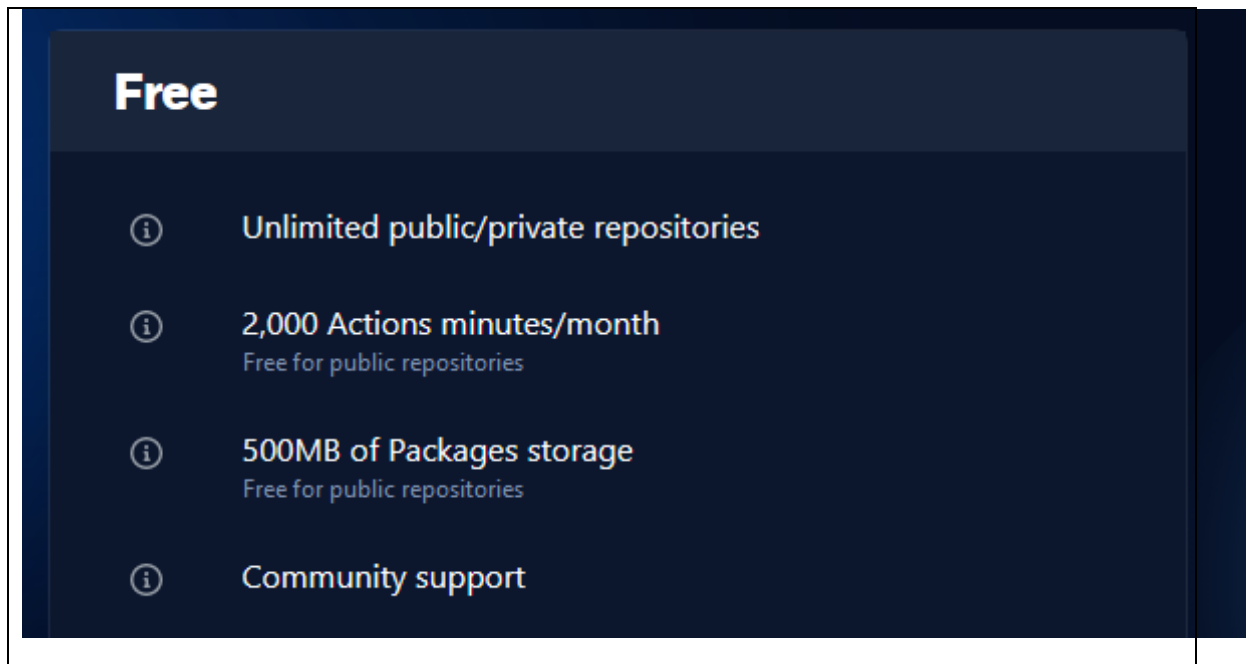 Free
Unlimited public/private repositories
2,000 Actions minutes/month
Free for public repositories
500MB of Packages storage
Free for public repositories
Community support